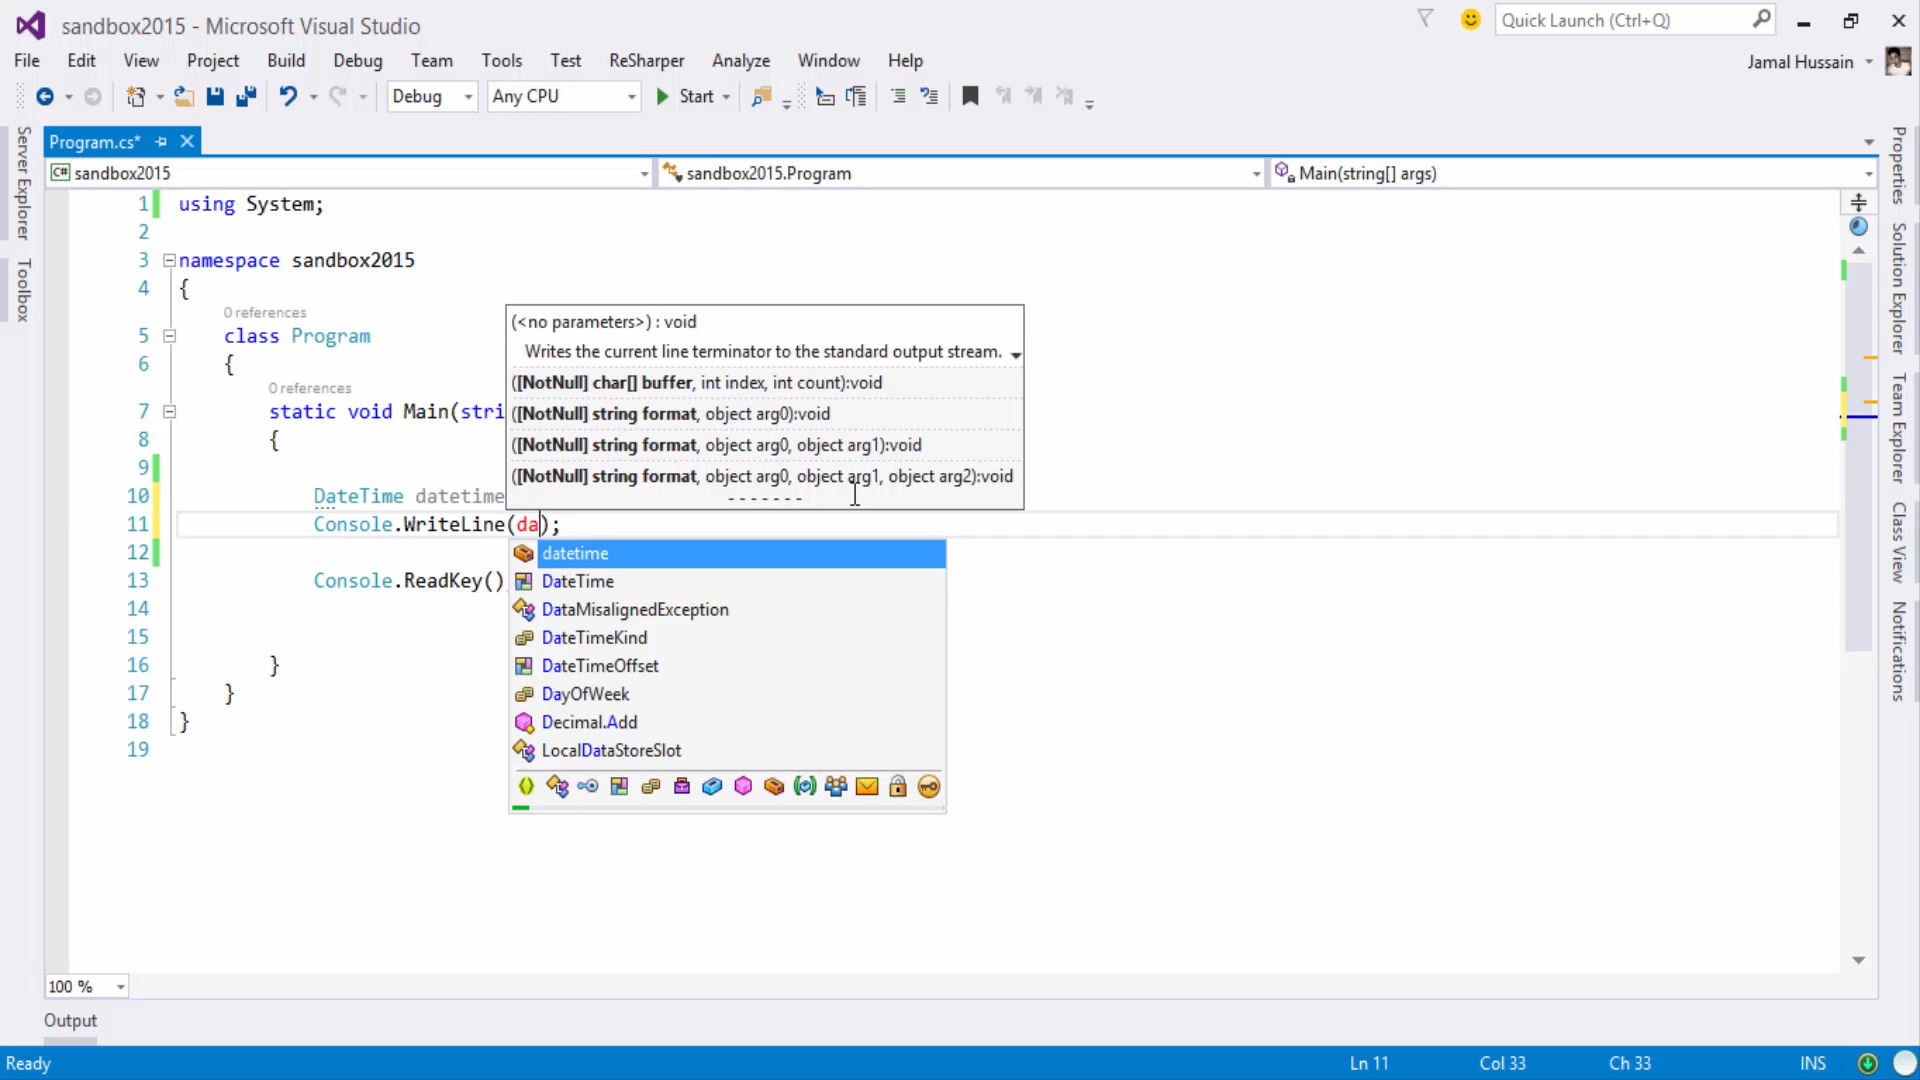 sandbox2015 - Microsoft Visual Studio
Quick Launch (Ctrl+Q)
File Edit View Project Build Debug Team Tools Test ReSharper Analyze Window Help
Jamal Hussain
Debug Any CPU Start
Server Explorer
Toolbox
Program.cs*
sandbox2015 sandbox2015.Program Main(string[] args)
1 using System;
2
3 namespace sandbox2015
4 {
0 references
5 class Program
6 {
0 references
7 static void Main(stri
8 {
9
10 DateTime datetime
11 Console.WriteLine(da);
12
13 Console.ReadKey()
14
15
16 }
17 }
18 }
19
(<no parameters>) : void
Writes the current line terminator to the standard output stream.
([NotNull] char[] buffer, int index, int count):void
([NotNull] string format, object arg0):void
([NotNull] string format, object arg0, object arg1):void
([NotNull] string format, object arg0, object arg1, object arg2):void
datetime
DateTime
DataMisalignedException
DateTimeKind
DateTimeOffset
DayOfWeek
Decimal.Add
LocalDataStoreSlot
Properties
Solution Explorer
Team Explorer
Class View
Notifications
100 %
Output
Ready Ln 11 Col 33 Ch 33 INS